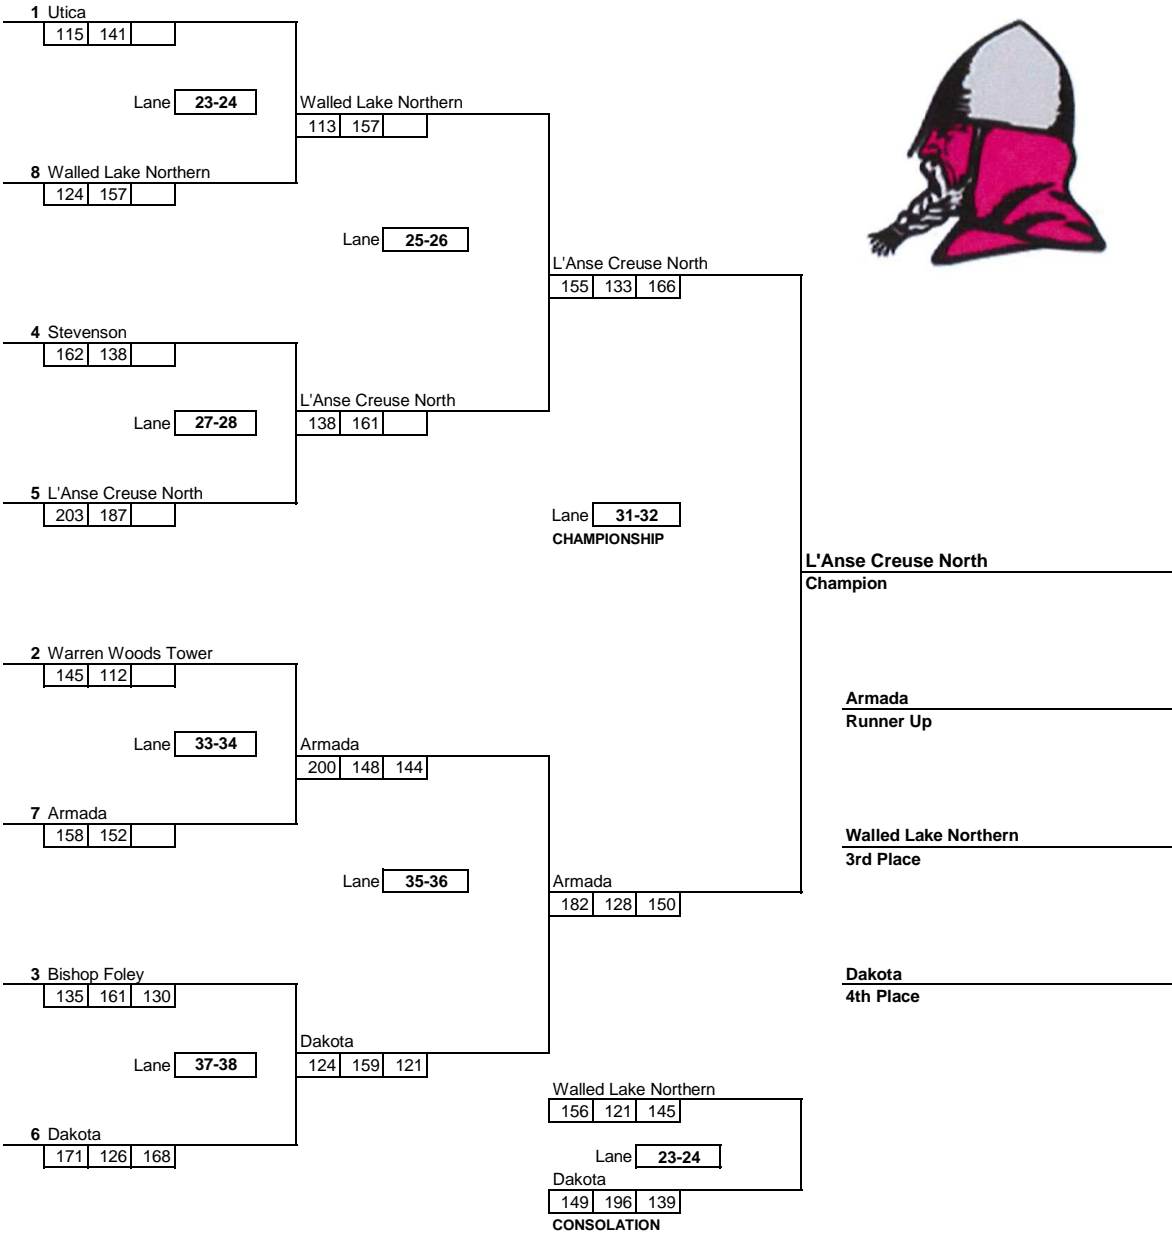 1 Utica
115 141
Lane 23-24
Walled Lake Northern
113 157
8 Walled Lake Northern
124 157
Lane 25-26
L'Anse Creuse North
155 133 166
4 Stevenson
162 138
L'Anse Creuse North
138 161
Lane 27-28
5 L'Anse Creuse North
203 187
Lane 31-32
CHAMPIONSHIP
L'Anse Creuse North
Champion
2 Warren Woods Tower
145 112
Armada
Runner Up
Lane 33-34
Armada
200 148 144
7 Armada
158 152
Walled Lake Northern
3rd Place
Lane 35-36
Armada
182 128 150
3 Bishop Foley
135 161 130
Dakota
4th Place
Dakota
124 159 121
Lane 37-38
Walled Lake Northern
156 121 145
6 Dakota
171 126 168
Lane 23-24
Dakota
149 196 139
CONSOLATION